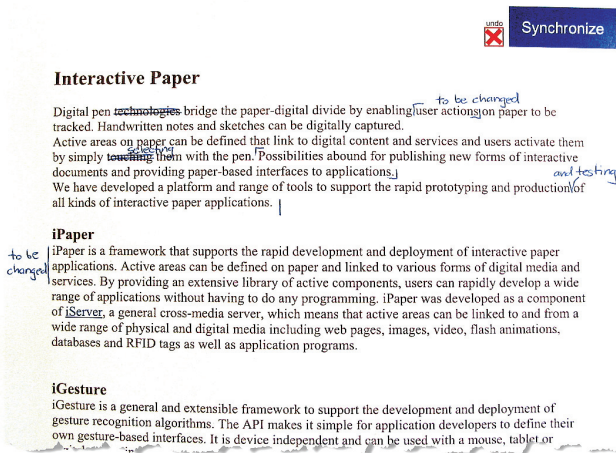 undo
Synchronize
Interactive Paper
to be changed
Digital pen technologies bridge the paper-digital divide by enabling user actions on paper to be
tracked. Handwritten notes and sketches can be digitally captured.
Active areas on paper can be defined that link to digital content and services and users activate them
selecting
by simply touching them with the pen. Possibilities abound for publishing new forms of interactive
documents and providing paper-based interfaces to applications.
and testing
We have developed a platform and range of tools to support the rapid prototyping and production of
all kinds of interactive paper applications.
iPaper
to be
changed
iPaper is a framework that supports the rapid development and deployment of interactive paper
applications. Active areas can be defined on paper and linked to various forms of digital media and
services. By providing an extensive library of active components, users can rapidly develop a wide
range of applications without having to do any programming. iPaper was developed as a component
of iServer, a general cross-media server, which means that active areas can be linked to and from a
wide range of physical and digital media including web pages, images, video, flash animations,
databases and RFID tags as well as application programs.
iGesture
iGesture is a general and extensible framework to support the development and deployment of
gesture recognition algorithms. The API makes it simple for application developers to define their
own gesture-based interfaces. It is device independent and can be used with a mouse, tablet or